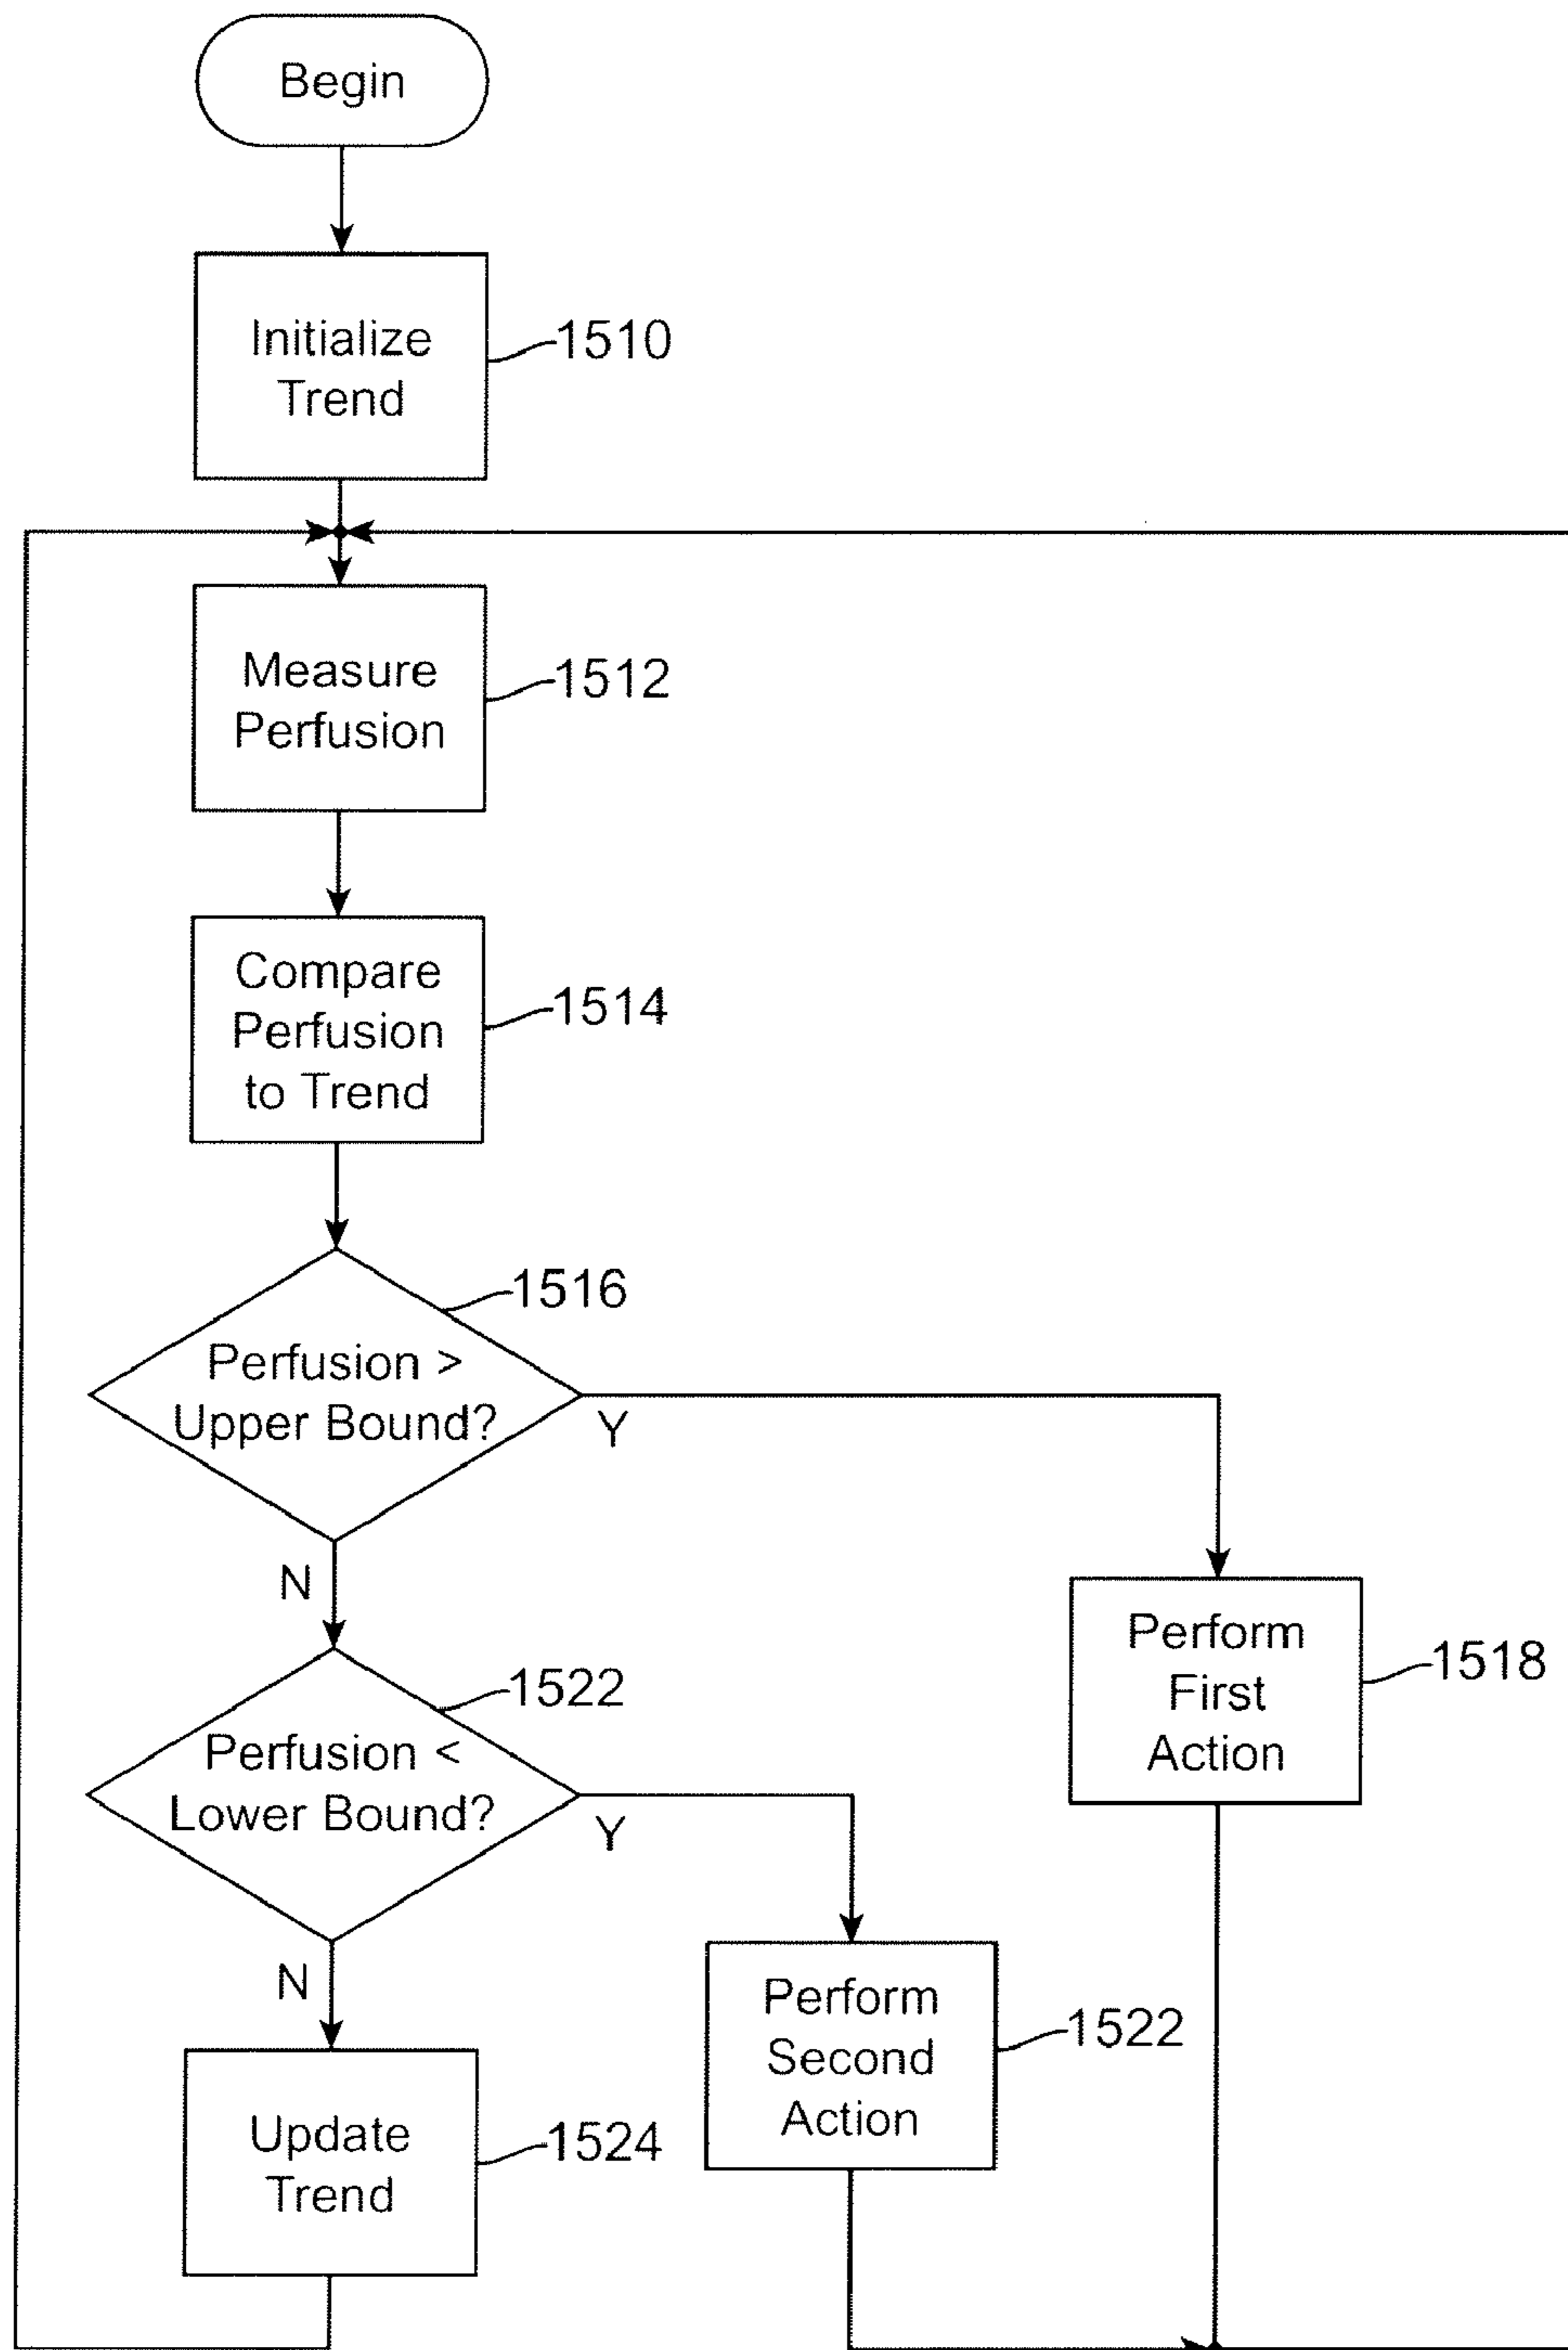 Begin
Initialize
Trend
1510
Measure
Perfusion
1512
Compare
Perfusion
to Trend
1514
1516
Perfusion >
Upper Bound?
Y
N
Perform
First
Action
1518
1522
Perfusion <
Lower Bound?
Y
N
Perform
Second
Action
1522
Update
Trend
1524